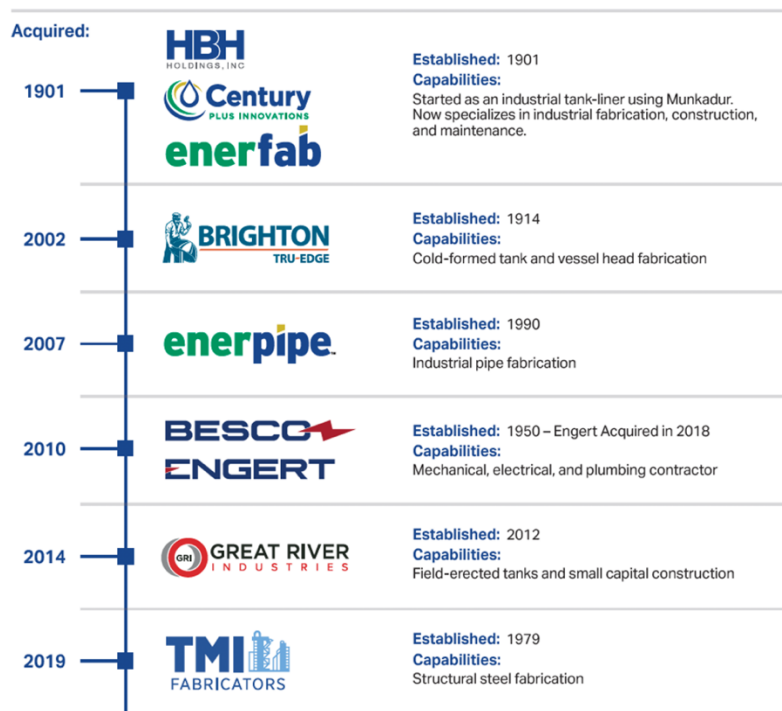 Acquired:
HBH
HOLDINGS, INC
1901
Century
PLUS INNOVATIONS
enerfab
Established: 1901
Capabilities:
Started as an industrial tank-liner using Munkadur.
Now specializes in industrial fabrication, construction,
and maintenance.
2002
BRIGHTON
TRU-EDGE
Established: 1914
Capabilities:
Cold-formed tank and vessel head fabrication
2007
enerpipe™
Established: 1990
Capabilities:
Industrial pipe fabrication
2010
BESCO
ENGERT
Established: 1950 – Engert Acquired in 2018
Capabilities:
Mechanical, electrical, and plumbing contractor
2014
GRI
GREAT RIVER
INDUSTRIES
Established: 2012
Capabilities:
Field-erected tanks and small capital construction
2019
TMI
FABRICATORS
Established: 1979
Capabilities:
Structural steel fabrication